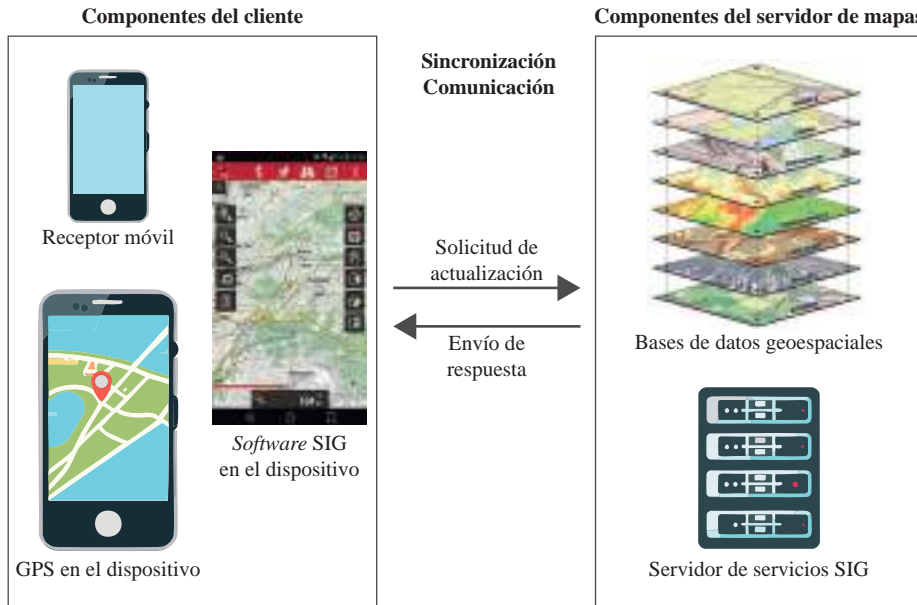 Componentes del cliente
Componentes del servidor de mapas
Sincronización
Comunicación
Receptor móvil
Software SIG
en el dispositivo
GPS en el dispositivo
Solicitud de
actualización
Envío de
respuesta
Bases de datos geoespaciales
Servidor de servicios SIG